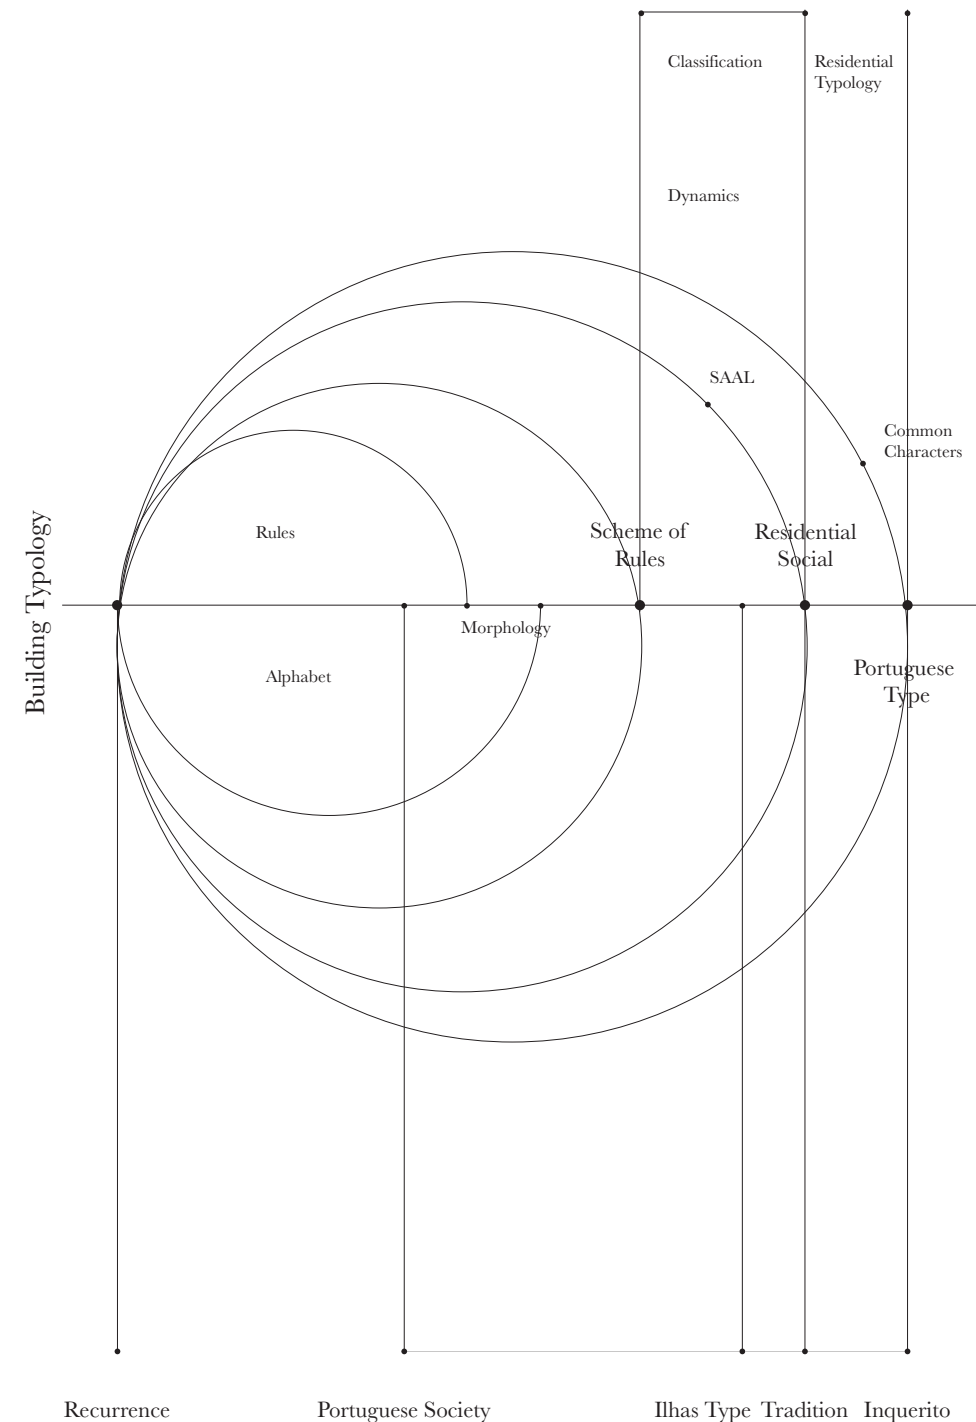 Classification
Residential
Typology
Dynamics
SAAL
Common
Characters
Building Typology
Rules
Scheme of
Rules
Residential
Social
Morphology
Alphabet
Portuguese
Type
Recurrence
Portuguese Society
Ilhas Type
Tradition
Inquerito